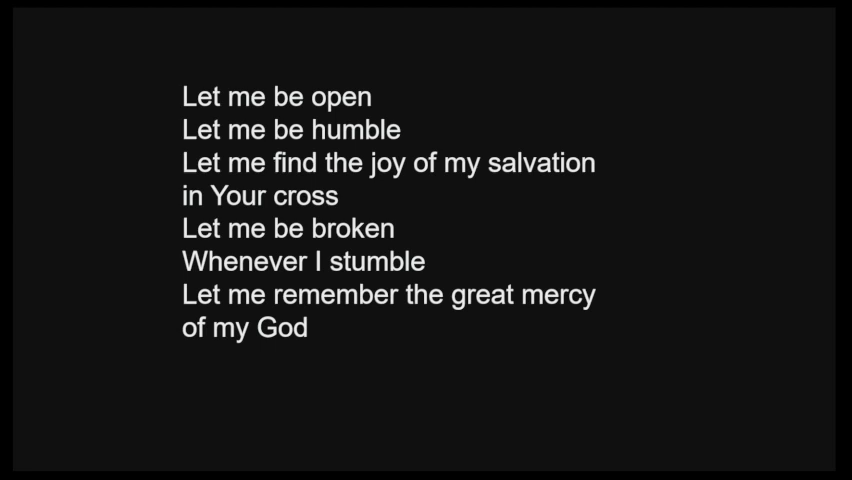 Let me be open
Let me be humble
Let me find the joy of my salvation
in Your cross
Let me be broken
Whenever I stumble
Let me remember the great mercy
of my God